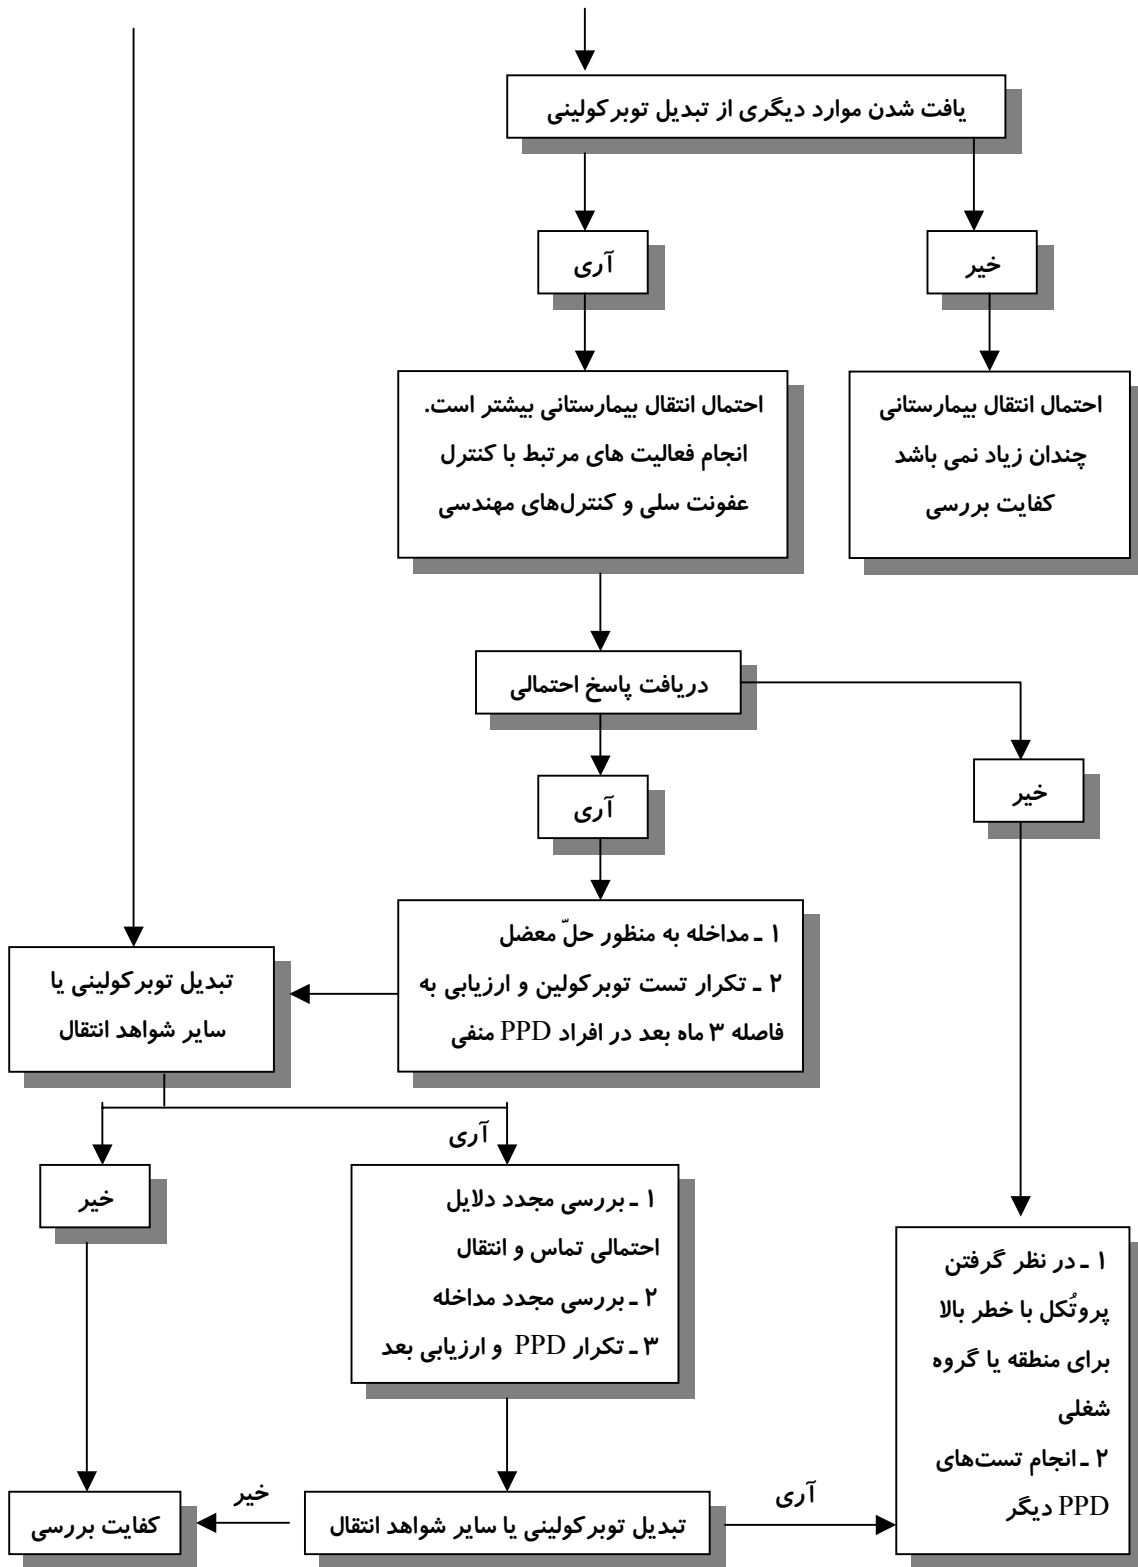 یافت شدن موارد دیگری از تبدیل توبرکولینی
خیر
آری
احتمال انتقال بیمارستانی
چندان زیاد نمی باشد
کفایت بررسی
احتمال انتقال بیمارستانی بیشتر است.
انجام فعالیت های مرتبط با کنترل
عفونت سلی و کنترل‌های مهندسی
دریافت پاسخ احتمالی
خیر
آری
۱ ـ مداخله به منظور حلّ معضل
۲ ـ تکرار تست توبرکولین و ارزیابی به
فاصله ۳ ماه بعد در افراد PPD منفی
تبدیل توبرکولینی یا
سایر شواهد انتقال
آری
خیر
۱ ـ بررسی مجدد دلایل
احتمالی تماس و انتقال
۲ ـ بررسی مجدد مداخله
۳ ـ تکرار PPD و ارزیابی بعد
۱ ـ در نظر گرفتن
پروتُکل با خطر بالا
برای منطقه یا گروه
شغلی
۲ ـ انجام تست‌های
PPD دیگر
تبدیل توبرکولینی یا سایر شواهد انتقال
آری
خیر
کفایت بررسی